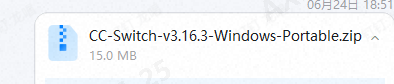 06月24日 18:51
CC-Switch-v3.16.3-Windows-Portable.zip
15.0 MB